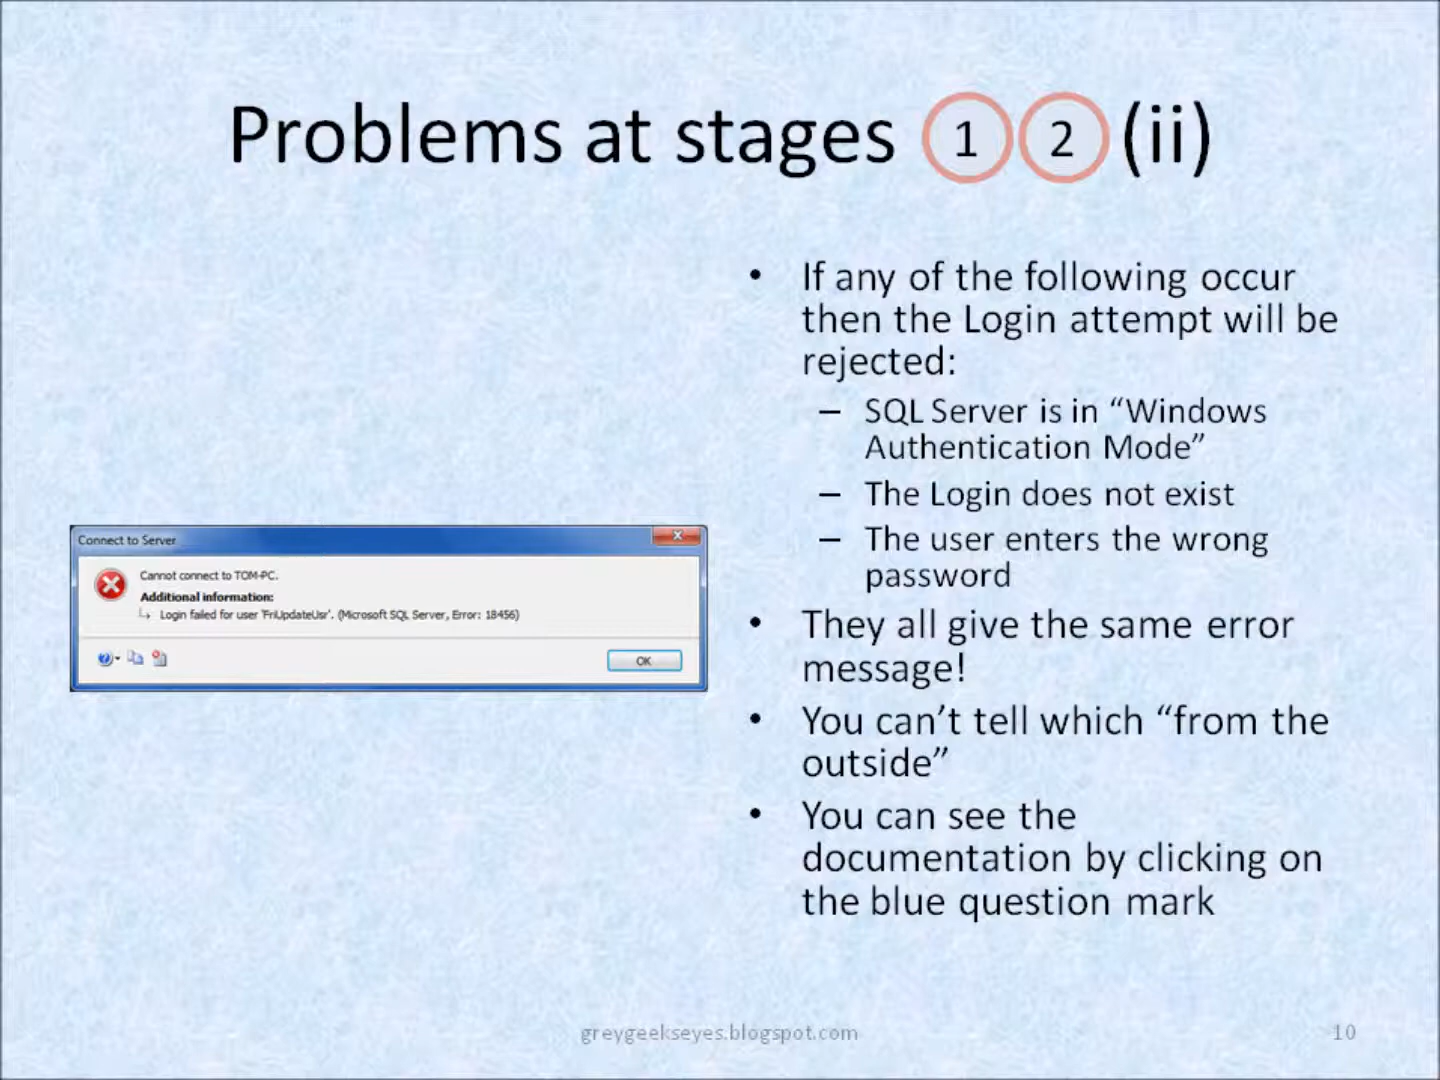 Problems at stages 1 2 (ii)
Connect to Server
Cannot connect to TOM-PC.
Additional information:
Login failed for user 'FriUpdateUsr'. (Microsoft SQL Server, Error: 18456)
OK
• If any of the following occur
then the Login attempt will be
rejected:
– SQL Server is in “Windows
Authentication Mode”
– The Login does not exist
– The user enters the wrong
password
• They all give the same error
message!
• You can’t tell which “from the
outside”
• You can see the
documentation by clicking on
the blue question mark
greygeekseyes.blogspot.com
10